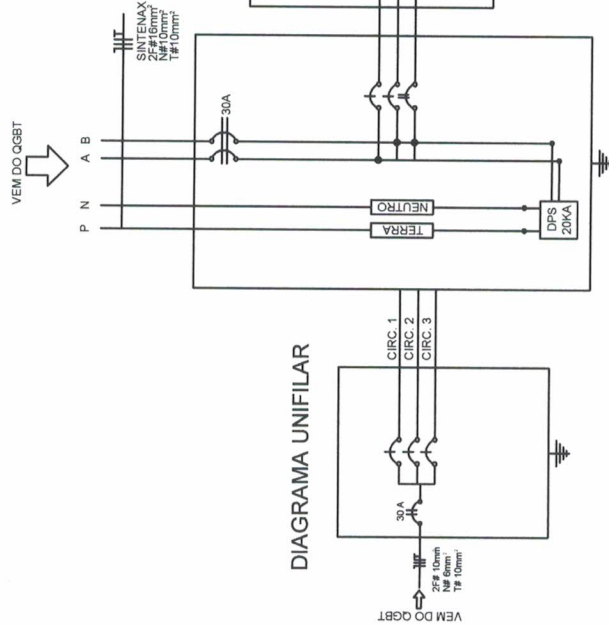 VEM DO QGBT
SINTENAX
2F#16mm²
N#10mm²
T#10mm²
P N A B
30A
NEUTRO
TERRA
DPS
20KA
DIAGRAMA UNIFILAR
CIRC. 1
CIRC. 2
CIRC. 3
30 A
2F# 10mm²
N# 6mm²
T# 10mm²
VEM DO QGBT